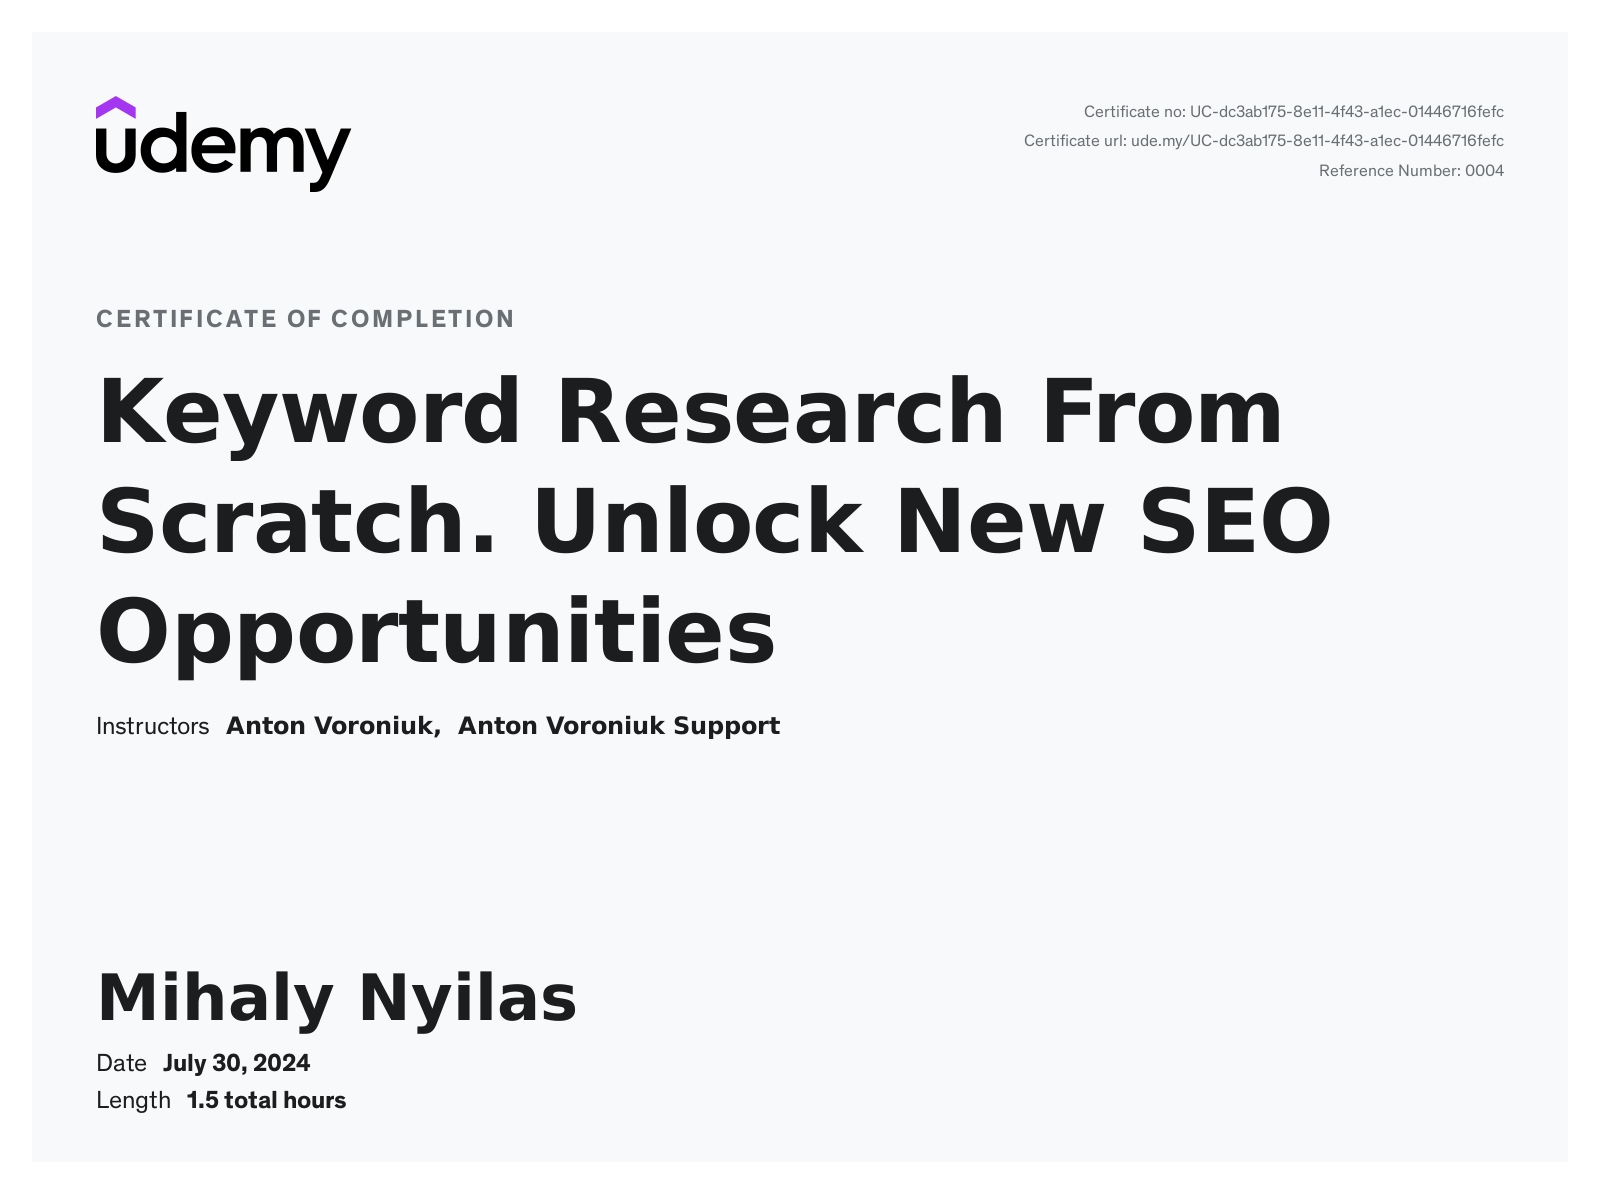 udemy
Certificate no: UC-dc3ab175-8e11-4f43-a1ec-01446716fefc
Certificate url: ude.my/UC-dc3ab175-8e11-4f43-a1ec-01446716fefc
Reference Number: 0004
CERTIFICATE OF COMPLETION
Keyword Research From
Scratch. Unlock New SEO
Opportunities
Instructors Anton Voroniuk, Anton Voroniuk Support
Mihaly Nyilas
Date July 30, 2024
Length 1.5 total hours